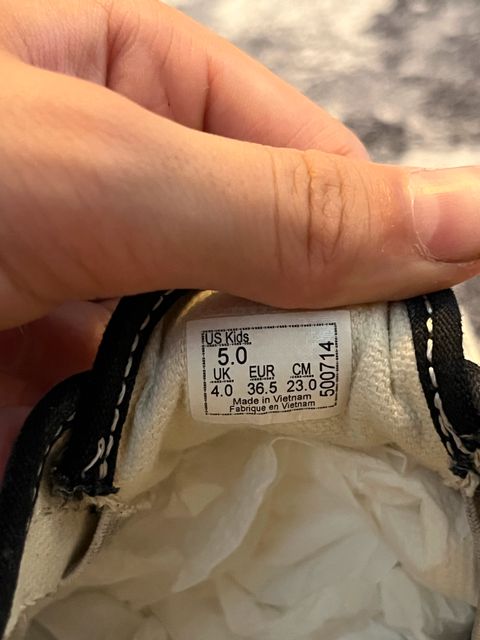 US Kids
5.0
UK EUR CM
4.0 36.5 23.0
Made in Vietnam
Fabrique en Vietnam
500714